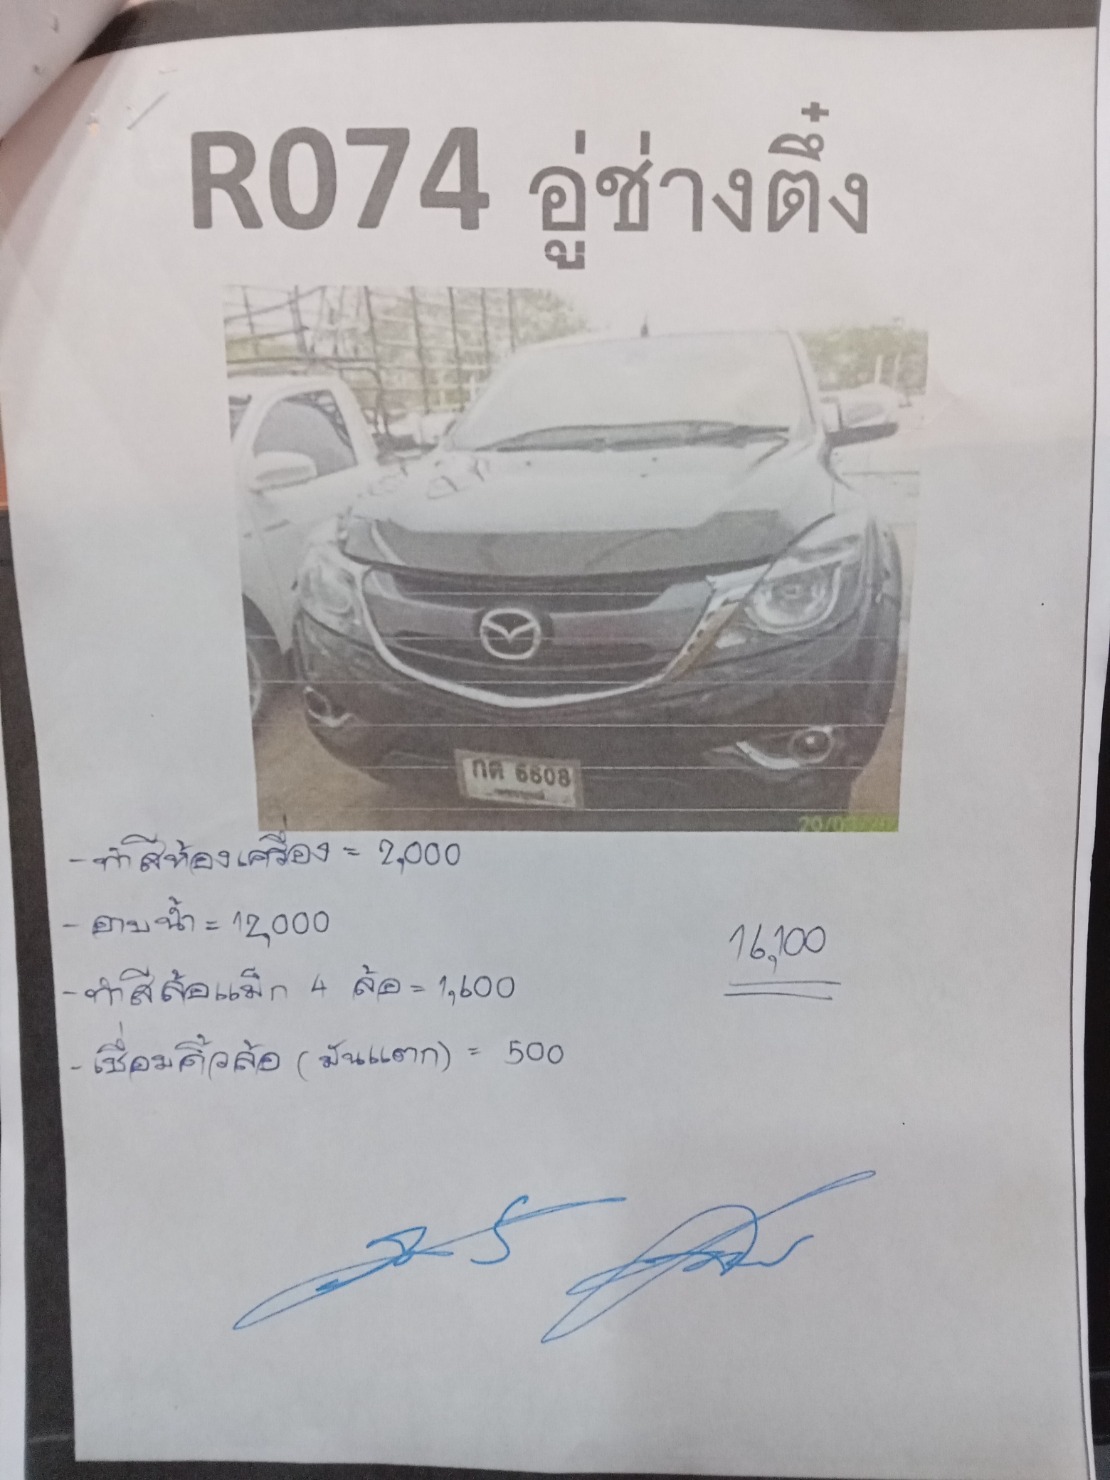 R074 อู่ช่างตึ๋ง
กต 6608
- ทำสีห้องเครื่อง = 2,000
- อาบน้ำ = 12,000
16,100
- ทำสีล้อแม็ก 4 ล้อ = 1,600
- เชื่อมคิ้วล้อ (มันแตก) = 500